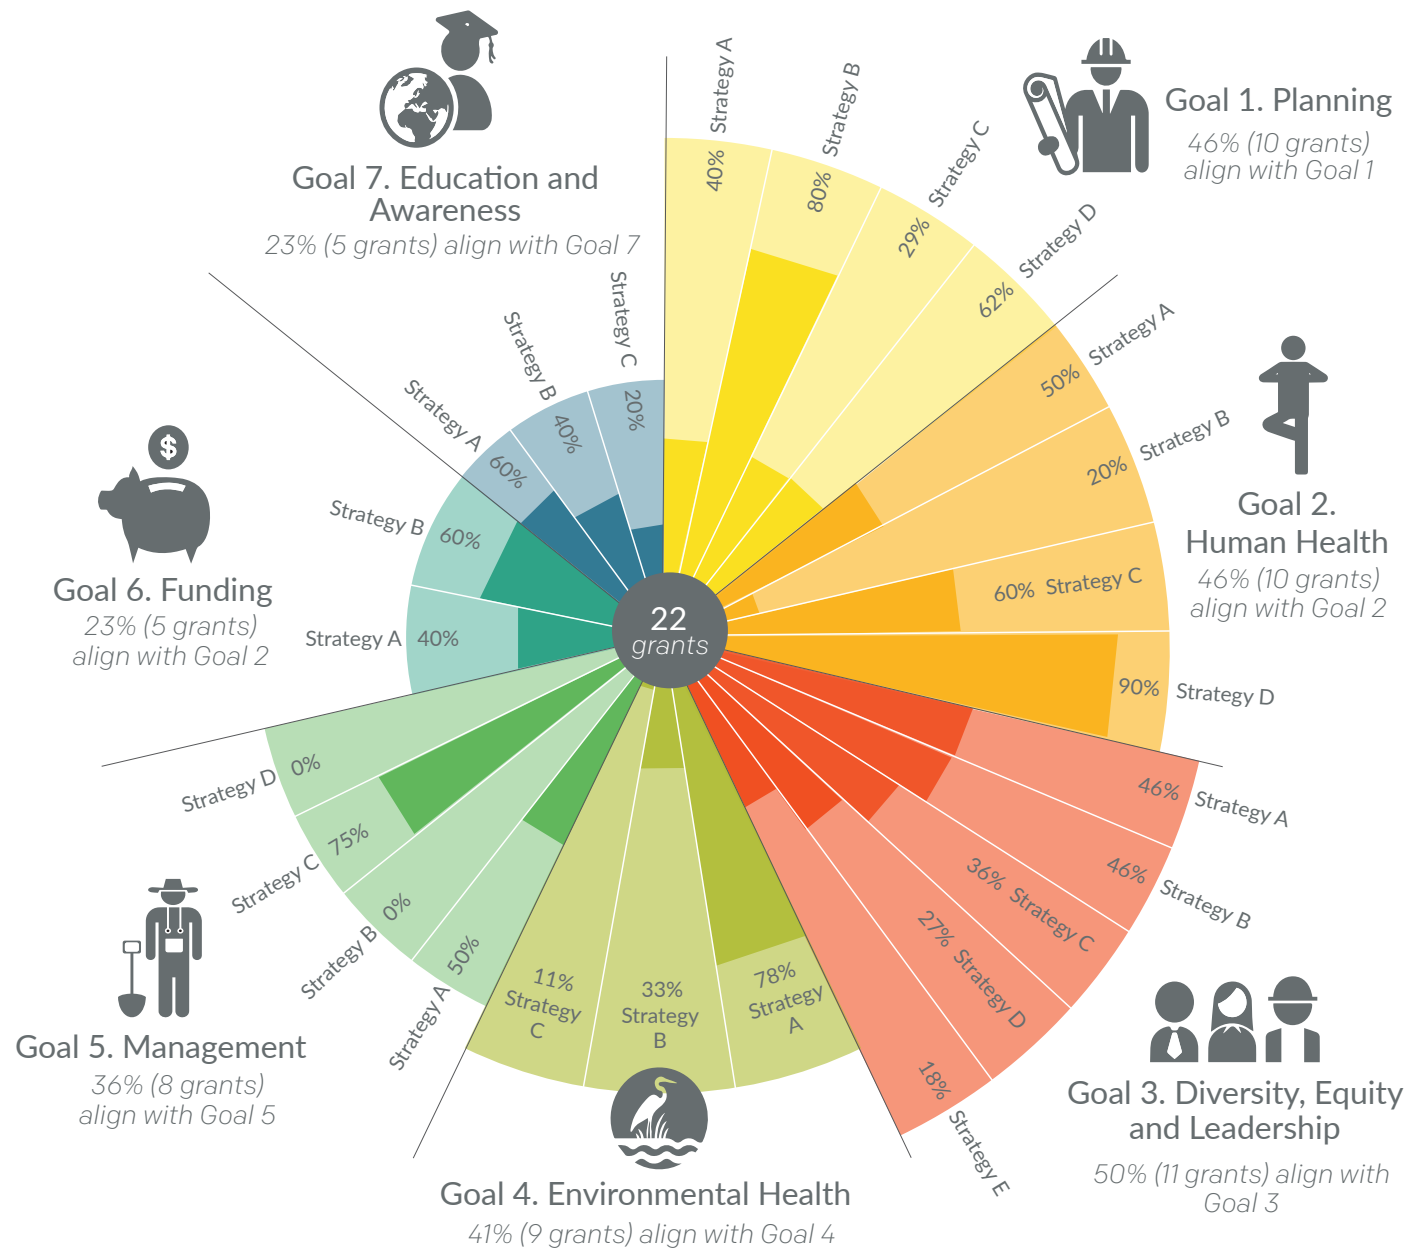 Goal 1. Planning
46% (10 grants)
align with Goal 1
Strategy A
40%
Strategy B
80%
Strategy C
29%
Strategy D
62%
Goal 2.
Human Health
46% (10 grants)
align with Goal 2
Strategy A
50%
Strategy B
20%
60% Strategy C
90%
Strategy D
Goal 3. Diversity, Equity
and Leadership
50% (11 grants) align with
Goal 3
46%
Strategy A
46%
Strategy B
36% Strategy C
27% Strategy D
18%
Strategy E
Goal 4. Environmental Health
41% (9 grants) align with Goal 4
78%
Strategy
A
33%
Strategy
B
11%
Strategy
C
Goal 5. Management
36% (8 grants)
align with Goal 5
Strategy A
50%
Strategy B
0%
Strategy C
75%
Strategy D
0%
Goal 6. Funding
23% (5 grants)
align with Goal 2
Strategy A
40%
Strategy B
60%
Goal 7. Education and
Awareness
23% (5 grants) align with Goal 7
Strategy A
60%
Strategy B
40%
Strategy C
20%
22
grants
$